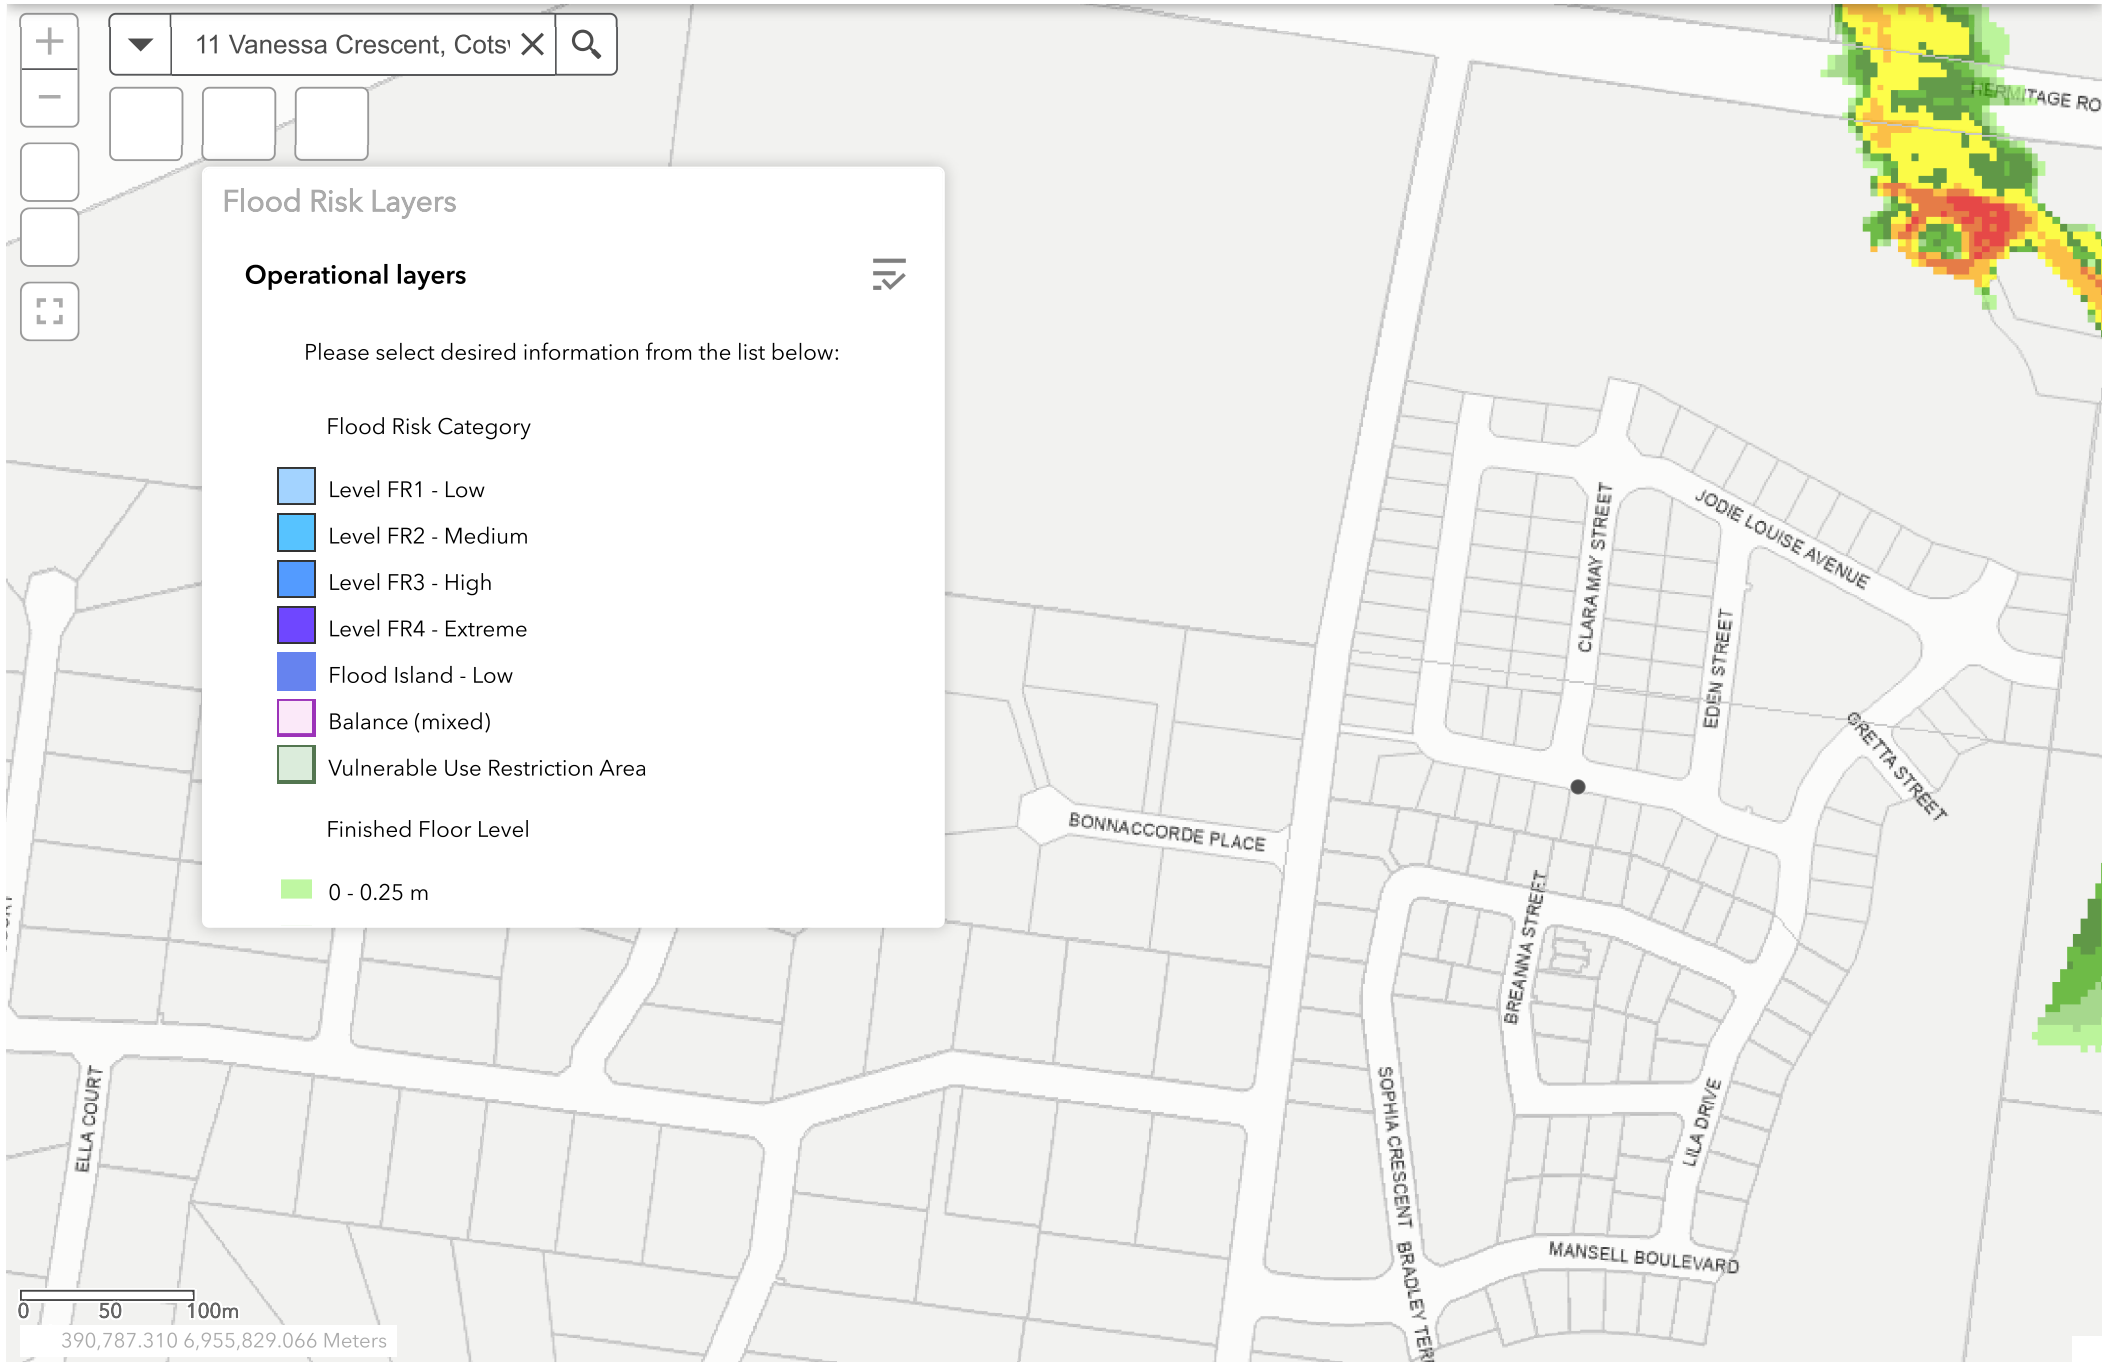 11 Vanessa Crescent, Cots
Flood Risk Layers
Operational layers
Please select desired information from the list below:
Flood Risk Category
Level FR1 - Low
Level FR2 - Medium
Level FR3 - High
Level FR4 - Extreme
Flood Island - Low
Balance (mixed)
Vulnerable Use Restriction Area
Finished Floor Level
0 - 0.25 m
HERMITAGE RO
JODIE LOUISE AVENUE
CLARA MAY STREET
EDEN STREET
GRETTA STREET
BONNACCORDE PLACE
BREANNA STREET
SOPHIA CRESCENT
LILA DRIVE
ELLA COURT
MANSELL BOULEVARD
BRADLEY TERR
0 50 100m
390,787.310 6,955,829.066 Meters